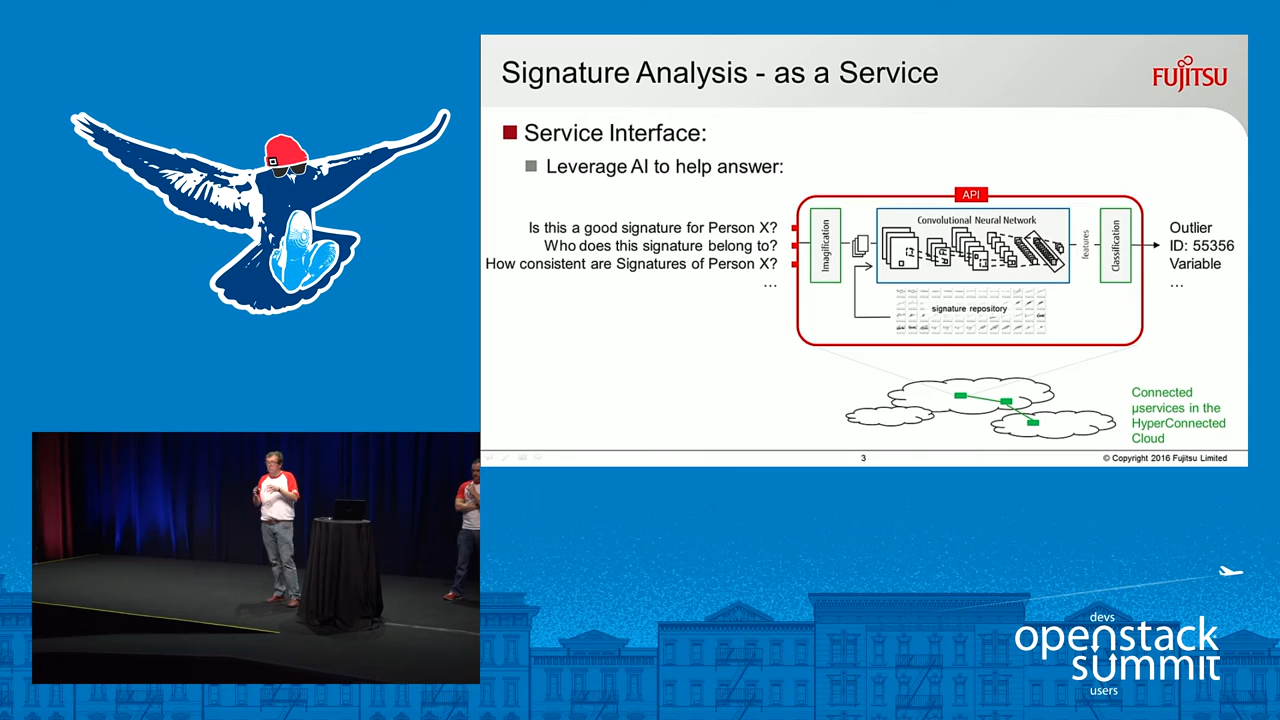 Signature Analysis - as a Service
FUJITSU
Service Interface:
Leverage AI to help answer:
API
Is this a good signature for Person X?
Who does this signature belong to?
How consistent are Signatures of Person X?
...
Imagification
Convolutional Neural Network
features
Classification
signature repository
Outlier
ID: 55356
Variable
...
Connected
µservices in the
HyperConnected
Cloud
3
© Copyright 2016 Fujitsu Limited
devs
openstack
summit
users